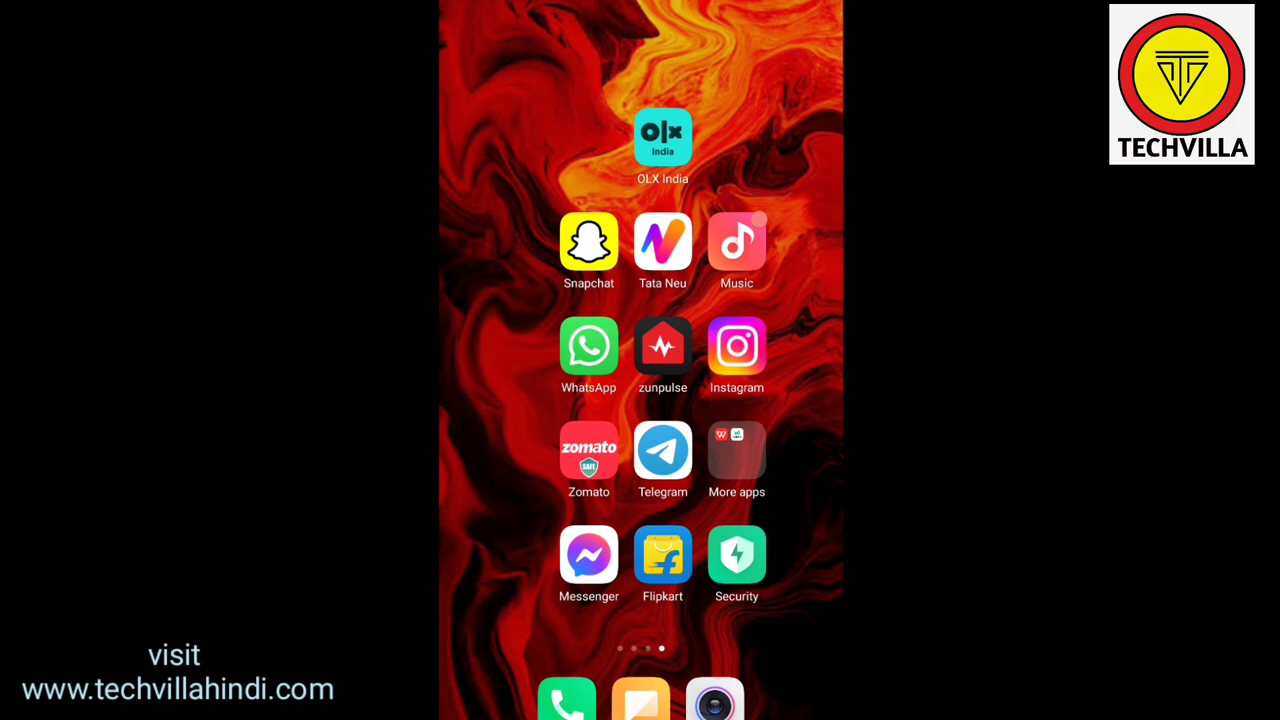 TECHVILLA
olx
India
OLX India
Snapchat
Tata Neu
Music
WhatsApp
zunpulse
Instagram
zomato
SAFE
Zomato
Telegram
More apps
Messenger
Flipkart
Security
visit
www.techvillahindi.com